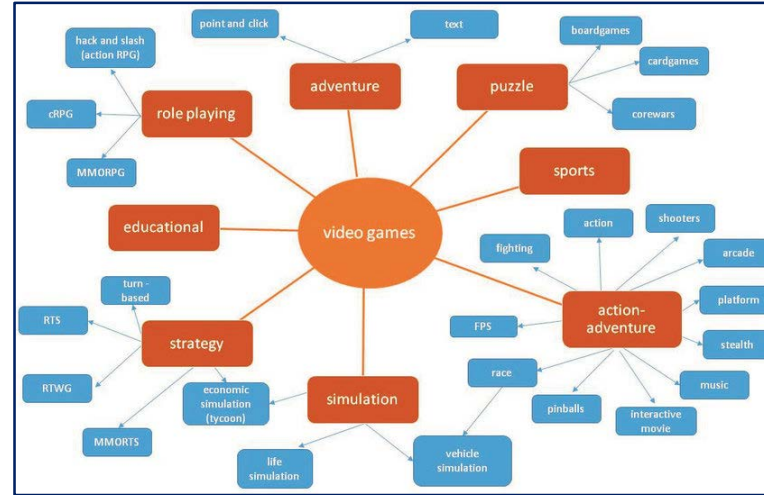 point and click
text
boardgames
hack and slash
(action RPG)
adventure
puzzle
cardgames
cRPG
role playing
corewars
MMORPG
sports
educational
video games
action
shooters
fighting
arcade
turn -
based
platform
RTS
FPS
action-
adventure
strategy
stealth
race
RTWG
economic
simulation
(tycoon)
simulation
music
pinballs
interactive
movie
MMORTS
life
simulation
vehicle
simulation